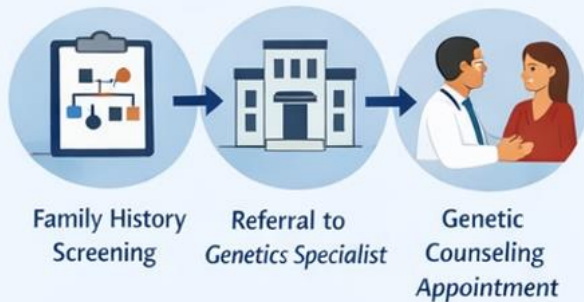 Family History
Screening
Referral to
Genetics Specialist
Genetic
Counseling
Appointment